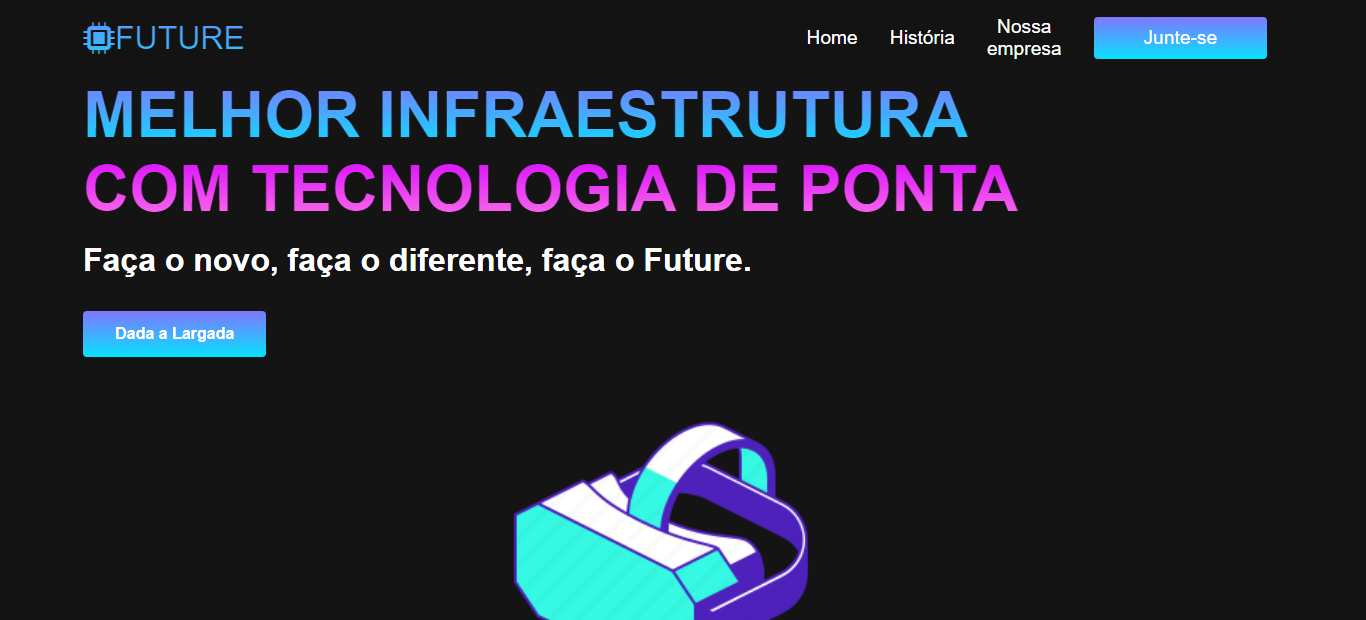 FUTURE
Home
História
Nossa
empresa
Junte-se
MELHOR INFRAESTRUTURA
COM TECNOLOGIA DE PONTA
Faça o novo, faça o diferente, faça o Future.
Dada a Largada